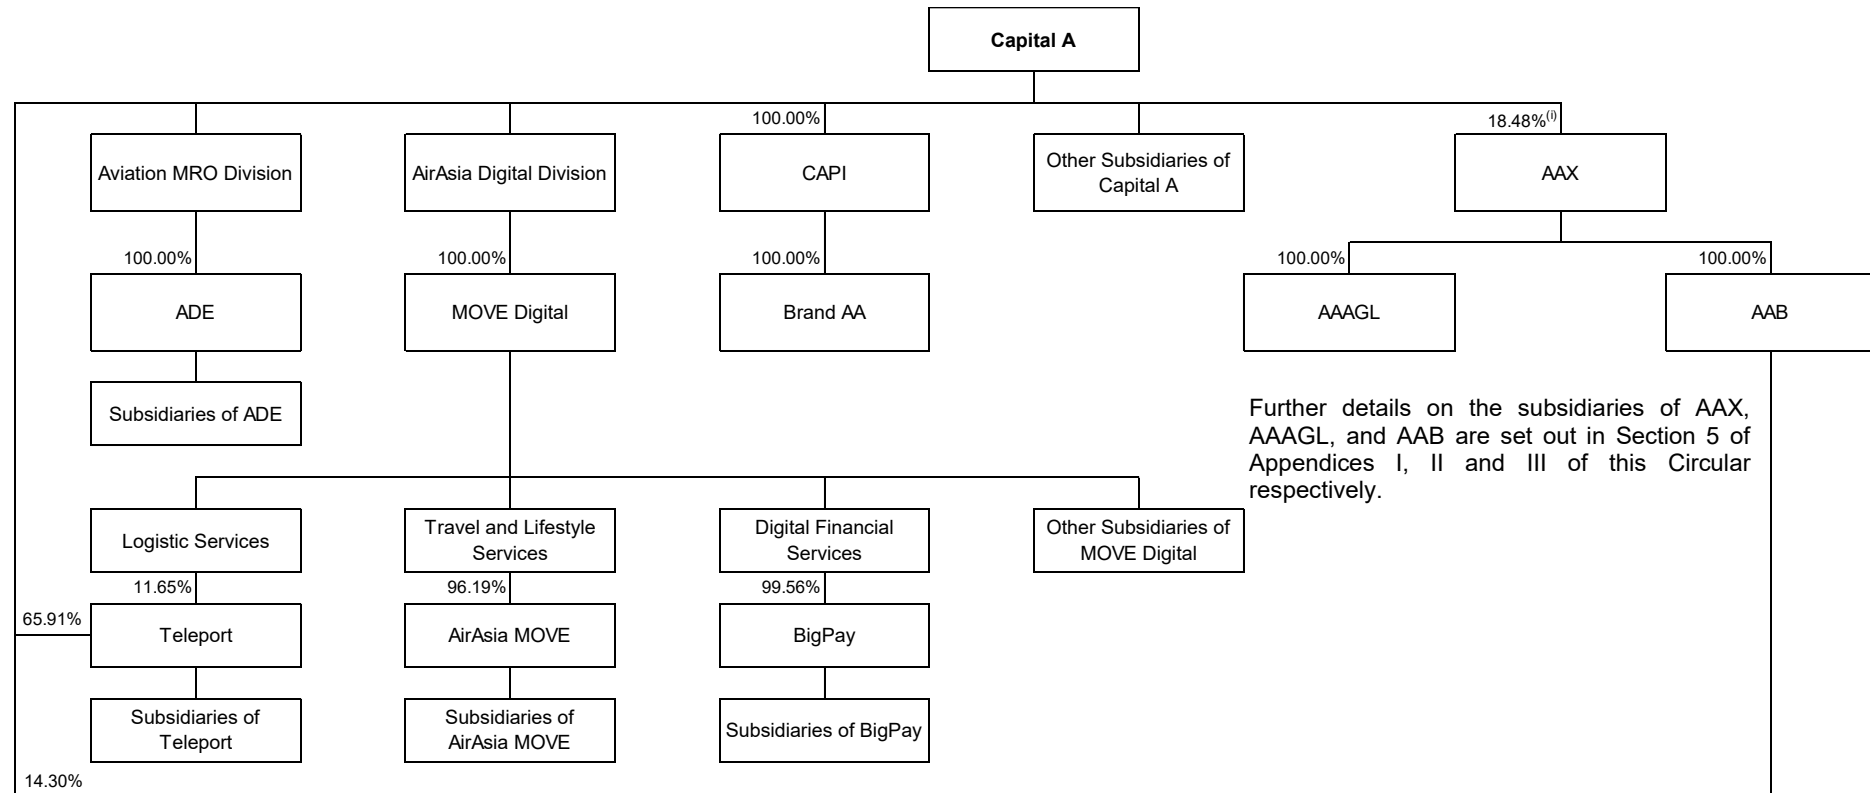 Capital A
100.00%
18.48%(i)
Aviation MRO Division
AirAsia Digital Division
CAPI
Other Subsidiaries of
Capital A
AAX
100.00%
100.00%
100.00%
100.00%
100.00%
ADE
MOVE Digital
Brand AA
AAAGL
AAB
Subsidiaries of ADE
Further details on the subsidiaries of AAX,
AAAGL, and AAB are set out in Section 5 of
Appendices I, II and III of this Circular
respectively.
Logistic Services
Travel and Lifestyle
Services
Digital Financial
Services
Other Subsidiaries of
MOVE Digital
11.65%
96.19%
99.56%
65.91%
Teleport
AirAsia MOVE
BigPay
Subsidiaries of
Teleport
Subsidiaries of
AirAsia MOVE
Subsidiaries of BigPay
14.30%